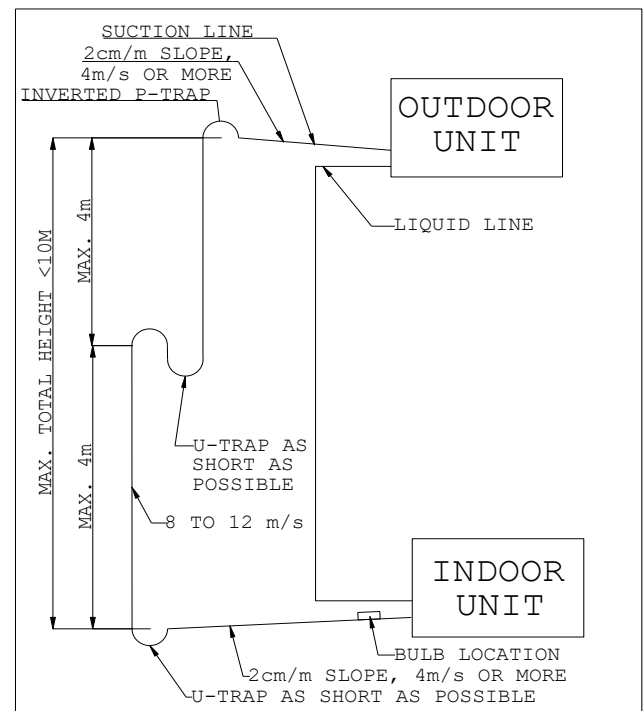 SUCTION LINE
2cm/m SLOPE,
4m/s OR MORE
INVERTED P-TRAP
OUTDOOR
UNIT
LIQUID LINE
MAX. 4m
MAX. TOTAL HEIGHT <10M
U-TRAP AS
SHORT AS
POSSIBLE
MAX. 4m
8 TO 12 m/s
INDOOR
UNIT
BULB LOCATION
2cm/m SLOPE, 4m/s OR MORE
U-TRAP AS SHORT AS POSSIBLE